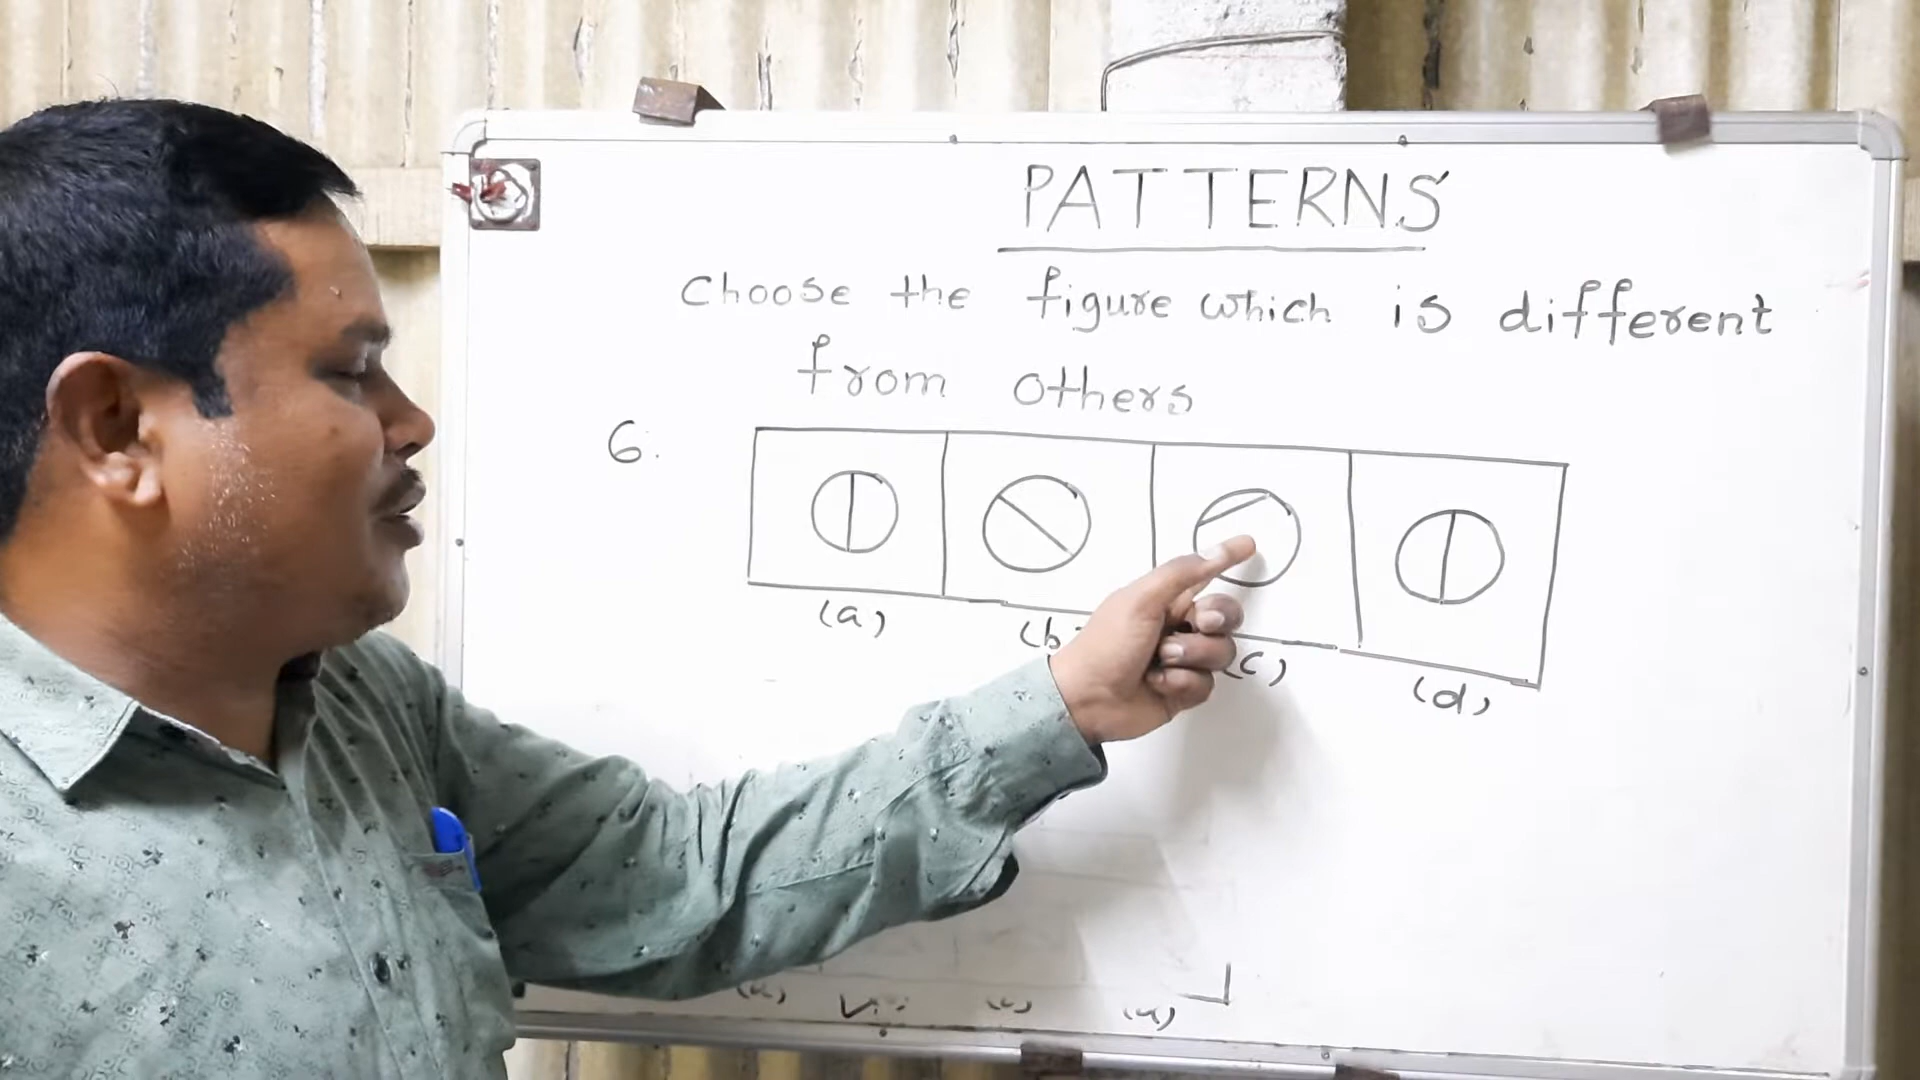 PATTERNS
Choose the figure which is different
from others
6.
(a) (b) (c) (d)